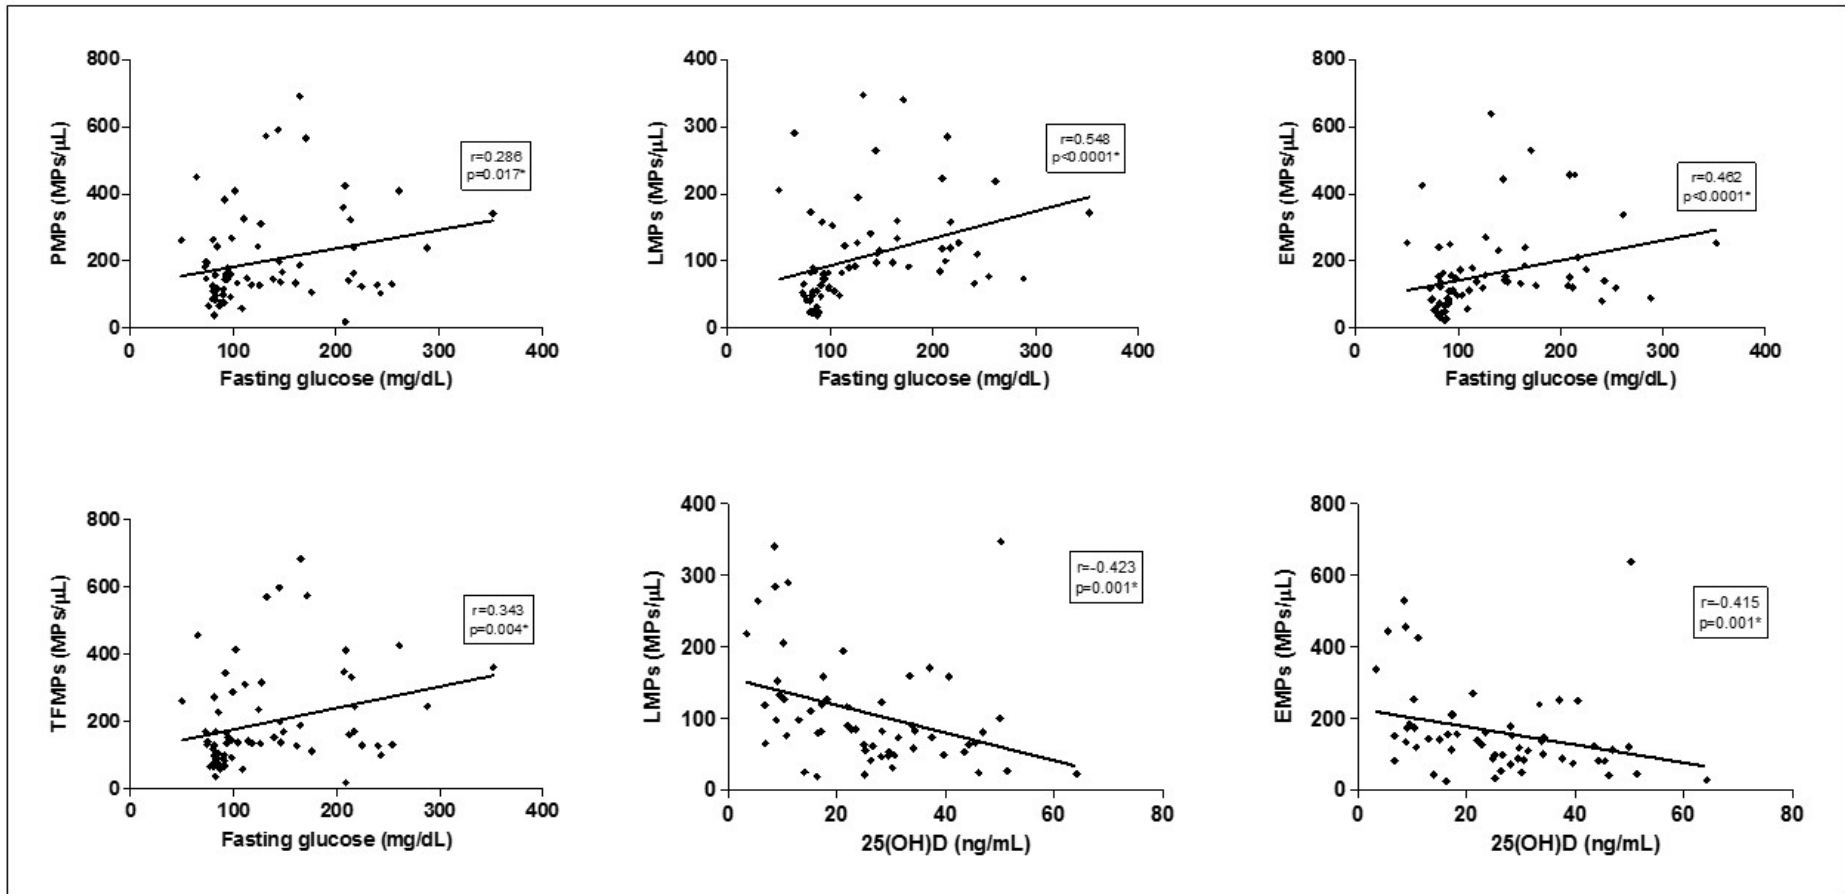 800
600
400
200
0
PMPs (MPs/μL)
r=0.286
p=0.017*
0 100 200 300 400
Fasting glucose (mg/dL)
400
300
200
100
0
LMPs (MPs/μL)
r=0.548
p<0.0001*
0 100 200 300 400
Fasting glucose (mg/dL)
800
600
400
200
0
EMPs (MPs/μL)
r=0.462
p<0.0001*
0 100 200 300 400
Fasting glucose (mg/dL)
800
600
400
200
0
TFMPs (MPs/μL)
r=0.343
p=0.004*
0 100 200 300 400
Fasting glucose (mg/dL)
400
300
200
100
0
LMPs (MPs/μL)
r=-0.423
p=0.001*
0 20 40 60 80
25(OH)D (ng/mL)
800
600
400
200
0
EMPs (MPs/μL)
r=-0.415
p=0.001*
0 20 40 60 80
25(OH)D (ng/mL)